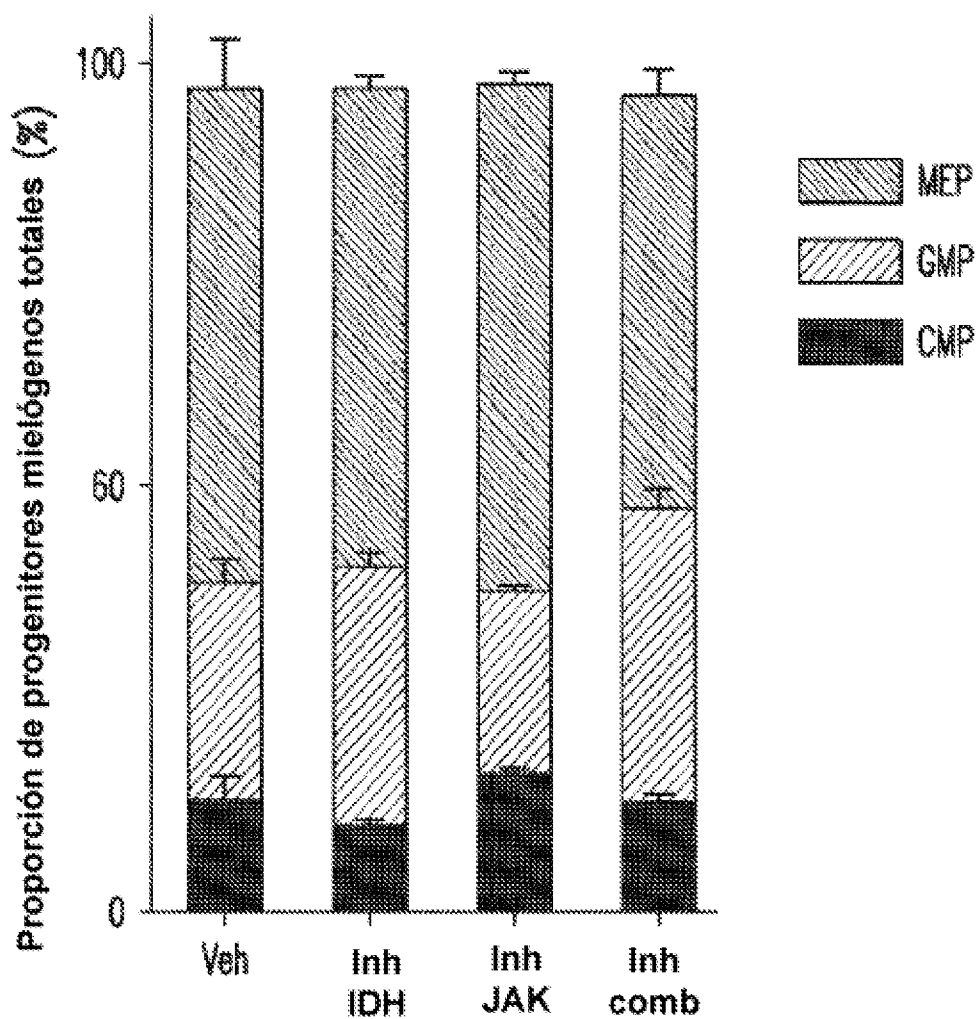 Proporción de progenitores mielógenos totales (%)
100
60
0
MEP
GMP
CMP
Veh
Inh
IDH
Inh
JAK
Inh
comb